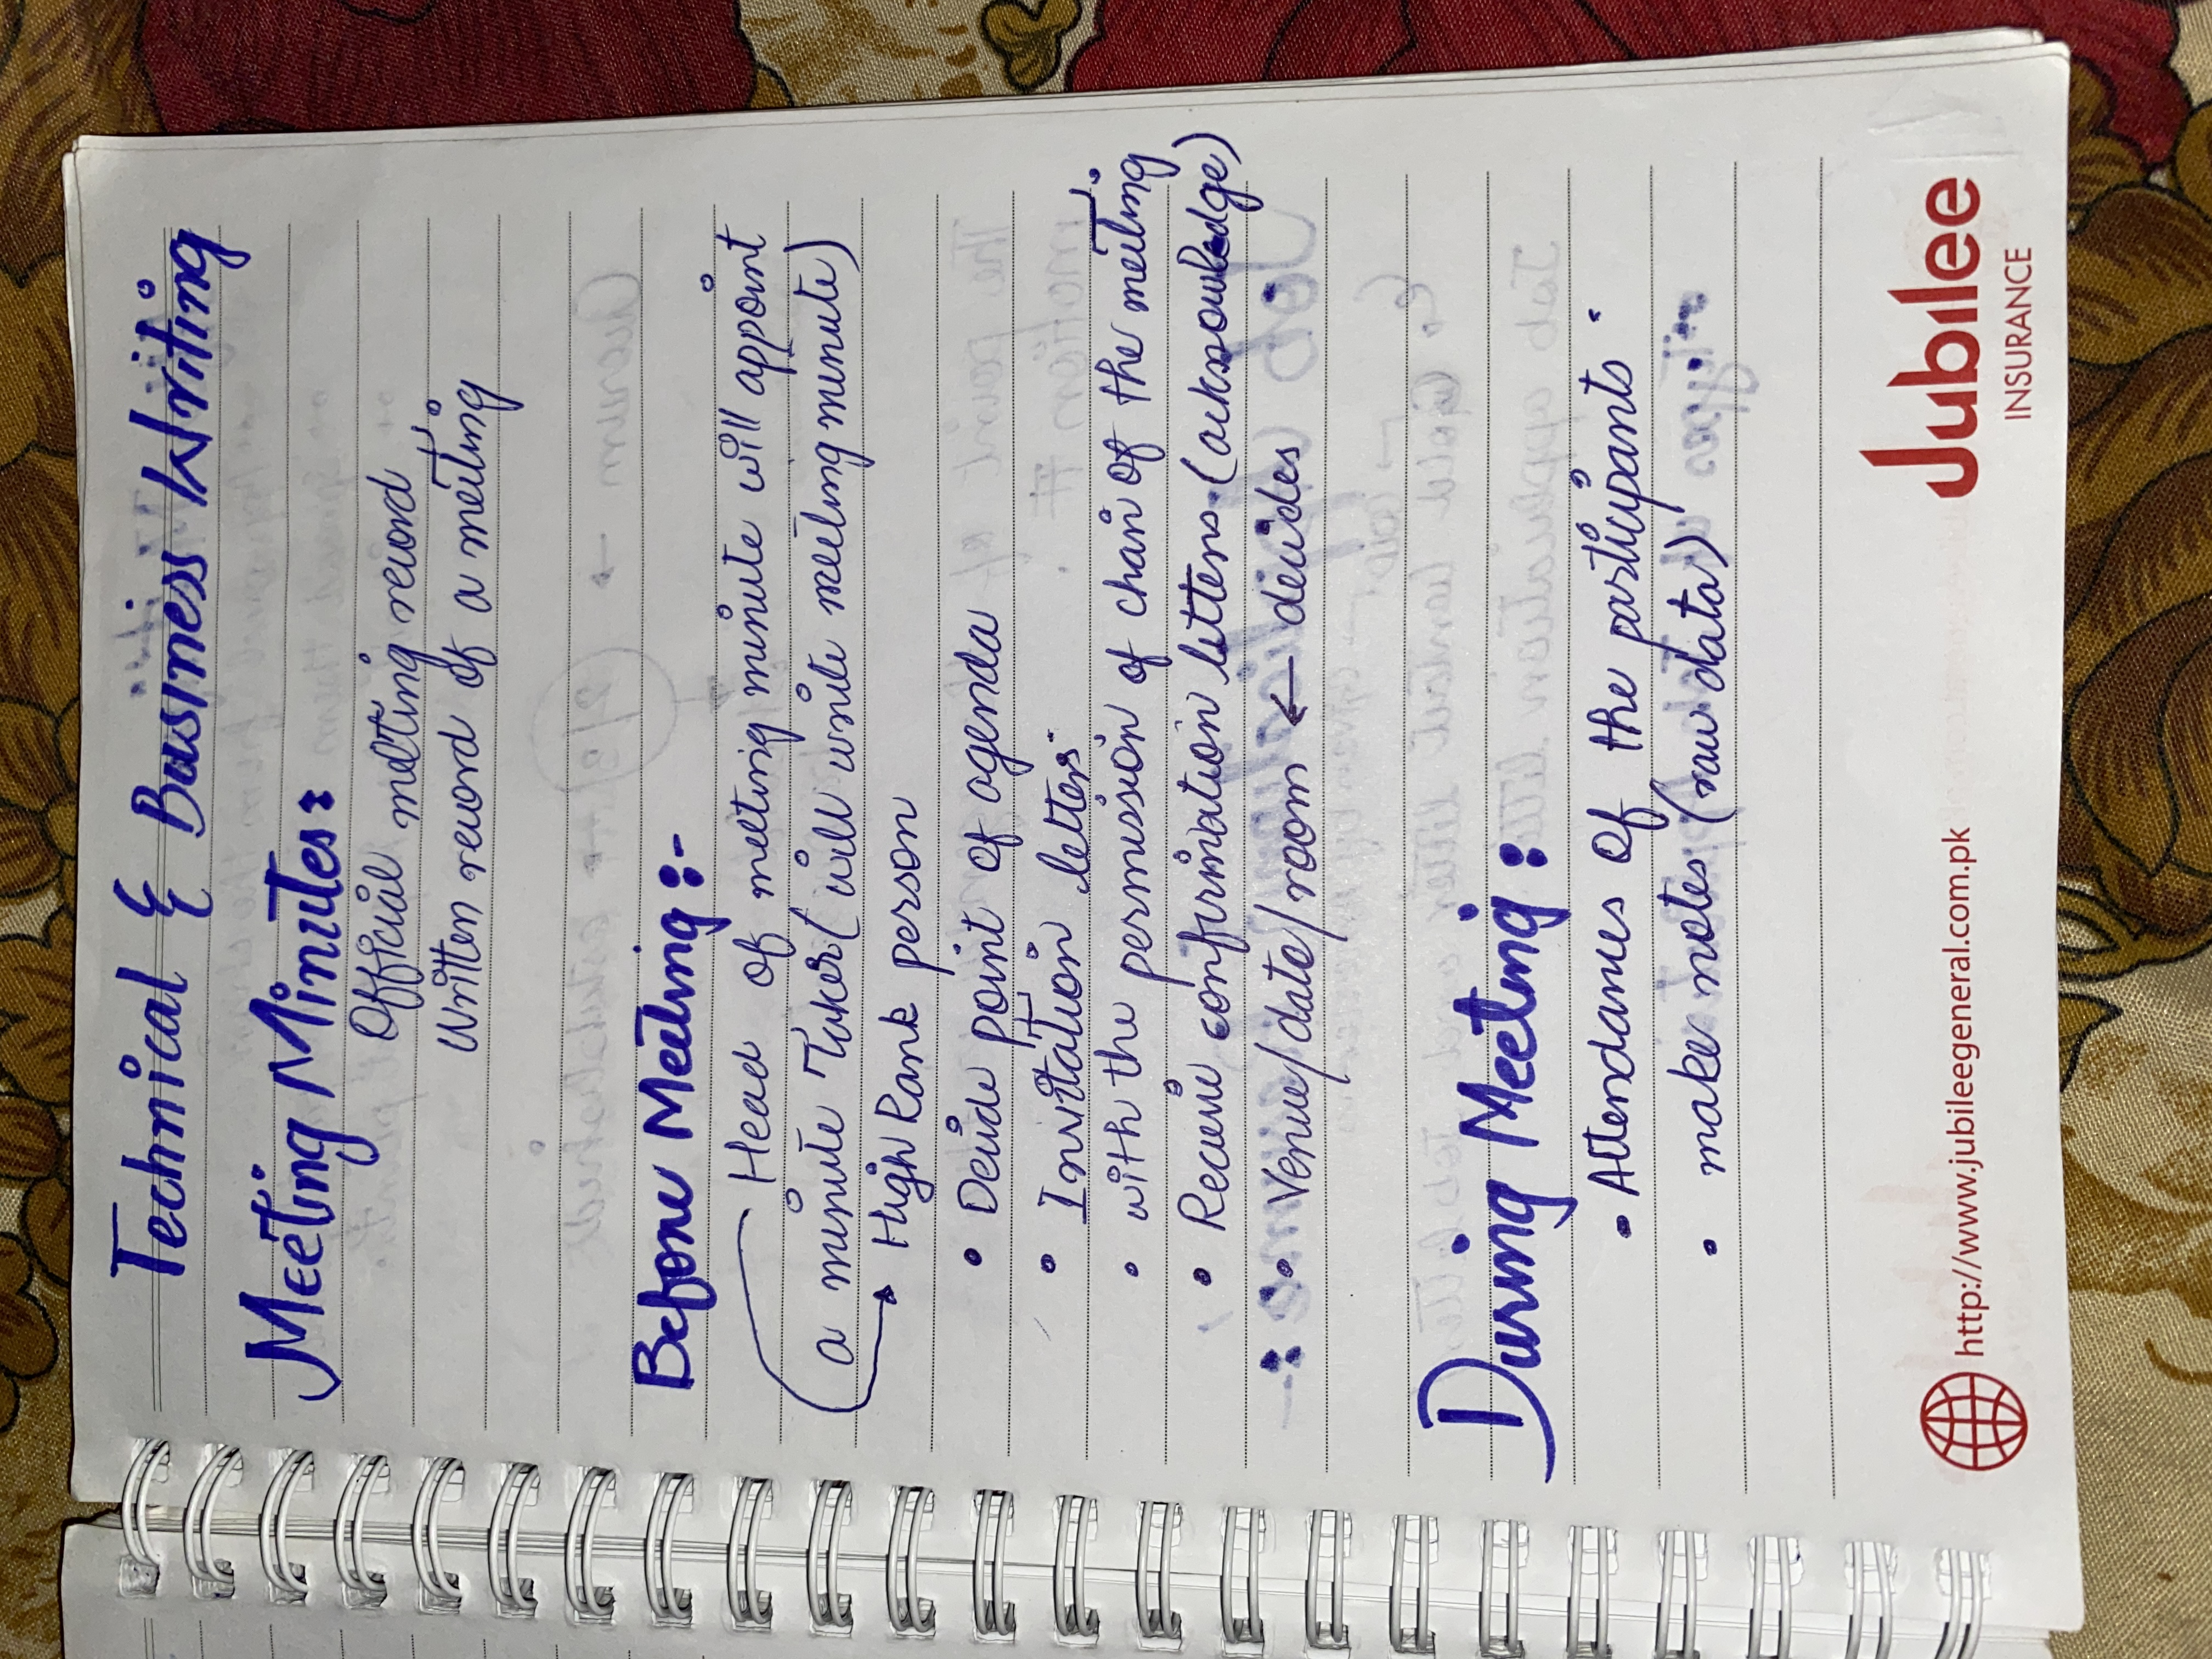 Technical & Business Writing
Meeting Minutes:
Official meeting record
Written record of a meeting
Before Meeting :-
Head of meeting minute will appoint
a minute Taker (will write meeting minute)
→ High Rank person
• Decide point of agenda
• Invitation letters
• with the permission of chair of the meeting
• Receive confirmation letters. (acknowledge)
• Venue/date/room ← decides
During Meeting :
• Attendances of the participants
• make notes (raw data)
http://www.jubileegeneral.com.pk
Jubilee
INSURANCE